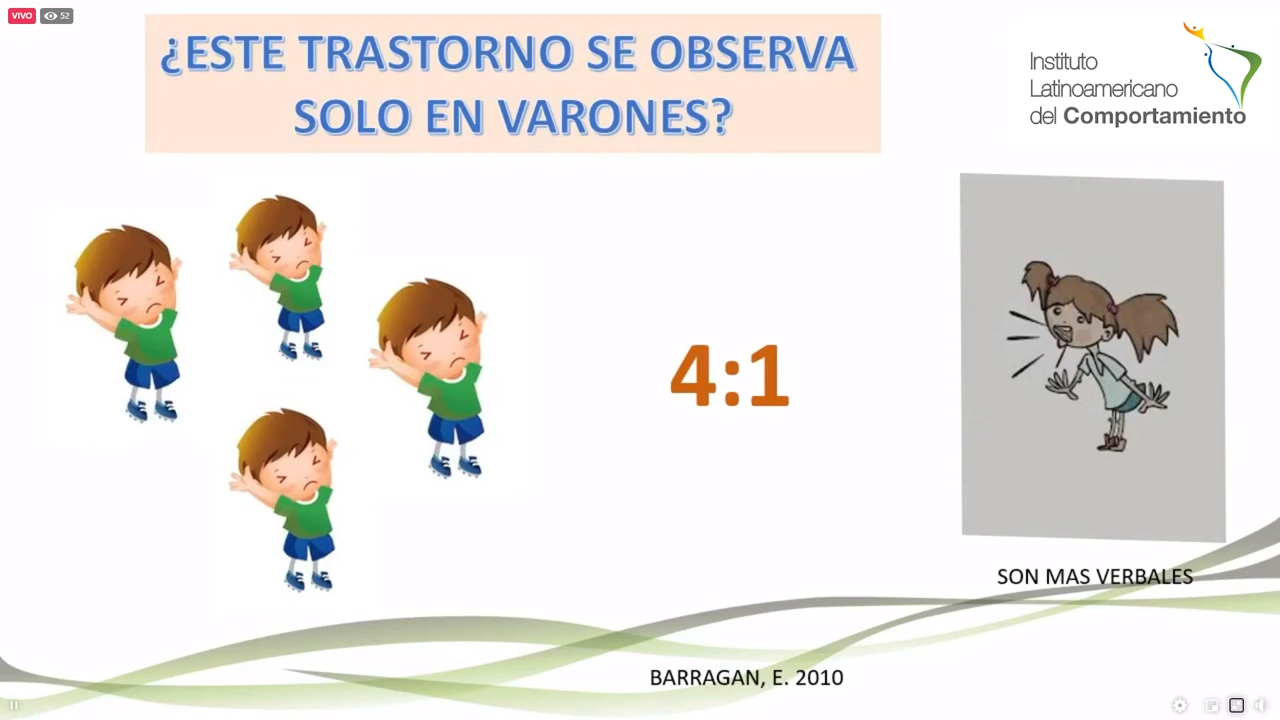 VIVO
52
¿ESTE TRASTORNO SE OBSERVA
SOLO EN VARONES?
Instituto
Latinoamericano
del Comportamiento
4:1
SON MAS VERBALES
BARRAGAN, E. 2010